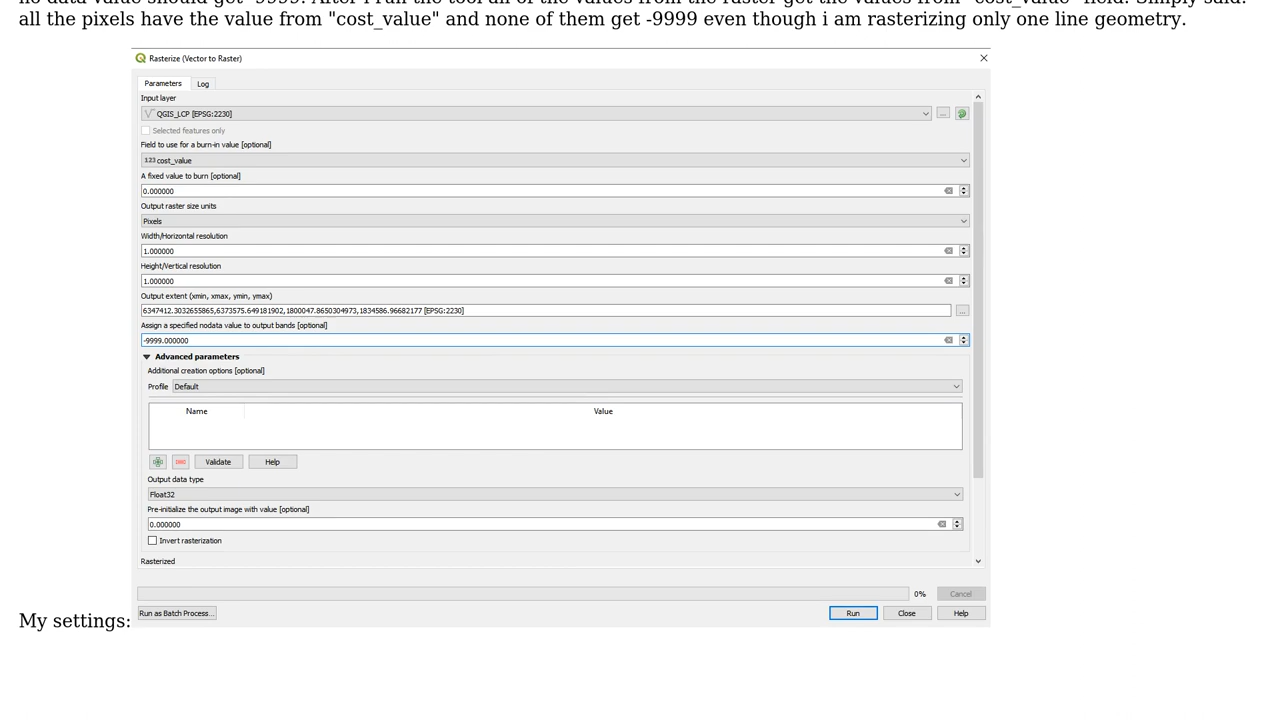 all the pixels have the value from "cost_value" and none of them get -9999 even though i am rasterizing only one line geometry.
Rasterize (Vector to Raster)
Parameters Log
Input layer
QGIS_LCP [EPSG:2230]
...
Selected features only
Field to use for a burn-in value [optional]
123 cost_value
A fixed value to burn [optional]
0.000000
Output raster size units
Pixels
Width/Horizontal resolution
1.000000
Height/Vertical resolution
1.000000
Output extent (xmin, xmax, ymin, ymax)
6347412.3032655865,6373575.649181902,1800047.8650304973,1834586.96682177 [EPSG:2230]
...
Assign a specified nodata value to output bands [optional]
-9999.000000
Advanced parameters
Additional creation options [optional]
Profile Default
Name Value
Validate Help
Output data type
Float32
Pre-initialize the output image with value [optional]
0.000000
Invert rasterization
Rasterized
0% Cancel
My settings: Run as Batch Process... Run Close Help